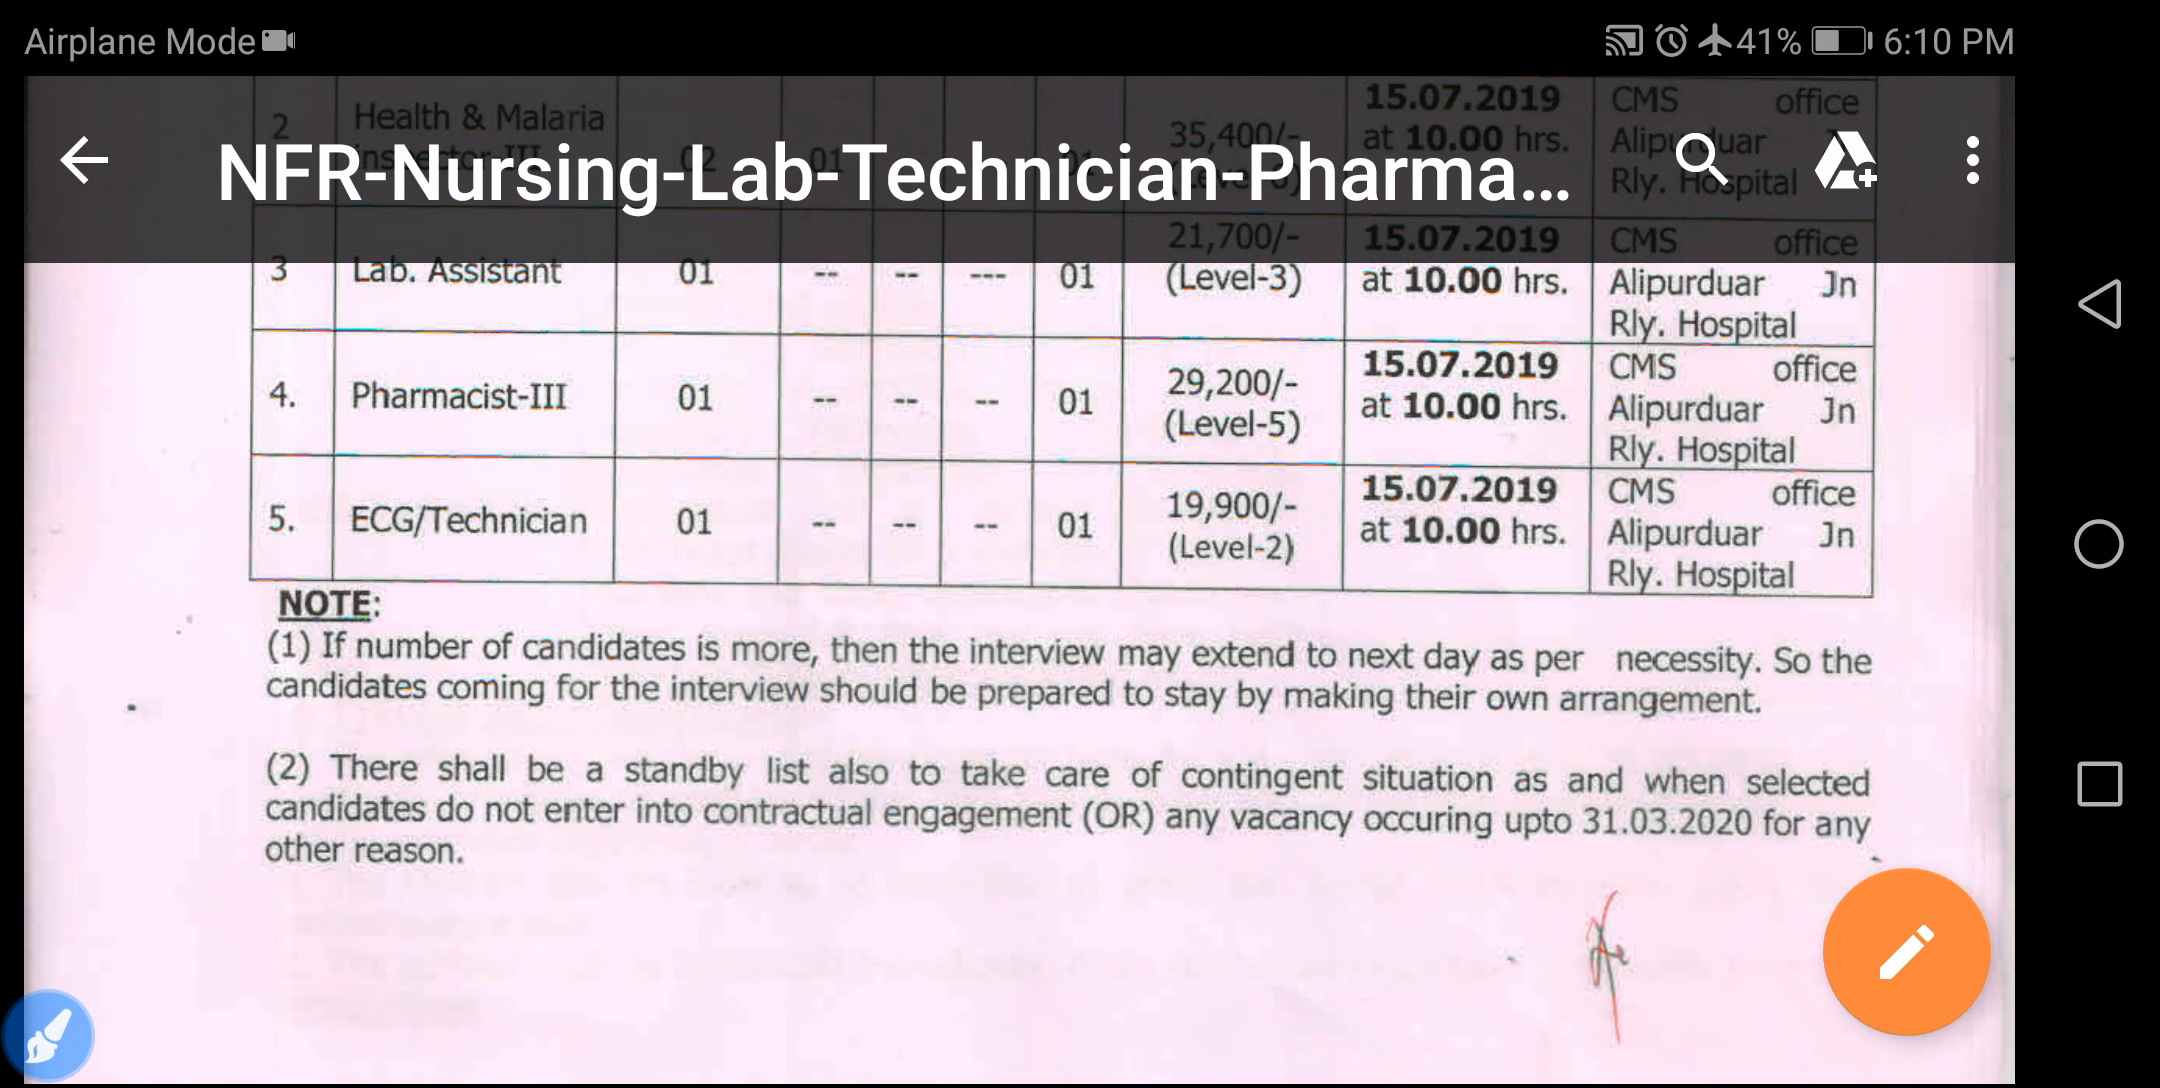 Airplane Mode
41% 6:10 PM
NFR-Nursing-Lab-Technician-Pharma...
2 Health & Malaria Inspector-III 02 01 01 35,400/- 15.07.2019 at 10.00 hrs. CMS office Alipurduar Rly. Hospital
3 Lab. Assistant 01 -- -- --- 01 21,700/- (Level-3) 15.07.2019 at 10.00 hrs. CMS office Alipurduar Jn Rly. Hospital
4. Pharmacist-III 01 -- -- -- 01 29,200/- (Level-5) 15.07.2019 at 10.00 hrs. CMS office Alipurduar Jn Rly. Hospital
5. ECG/Technician 01 -- -- -- 01 19,900/- (Level-2) 15.07.2019 at 10.00 hrs. CMS office Alipurduar Jn Rly. Hospital
NOTE:
(1) If number of candidates is more, then the interview may extend to next day as per necessity. So the
candidates coming for the interview should be prepared to stay by making their own arrangement.
(2) There shall be a standby list also to take care of contingent situation as and when selected
candidates do not enter into contractual engagement (OR) any vacancy occuring upto 31.03.2020 for any
other reason.